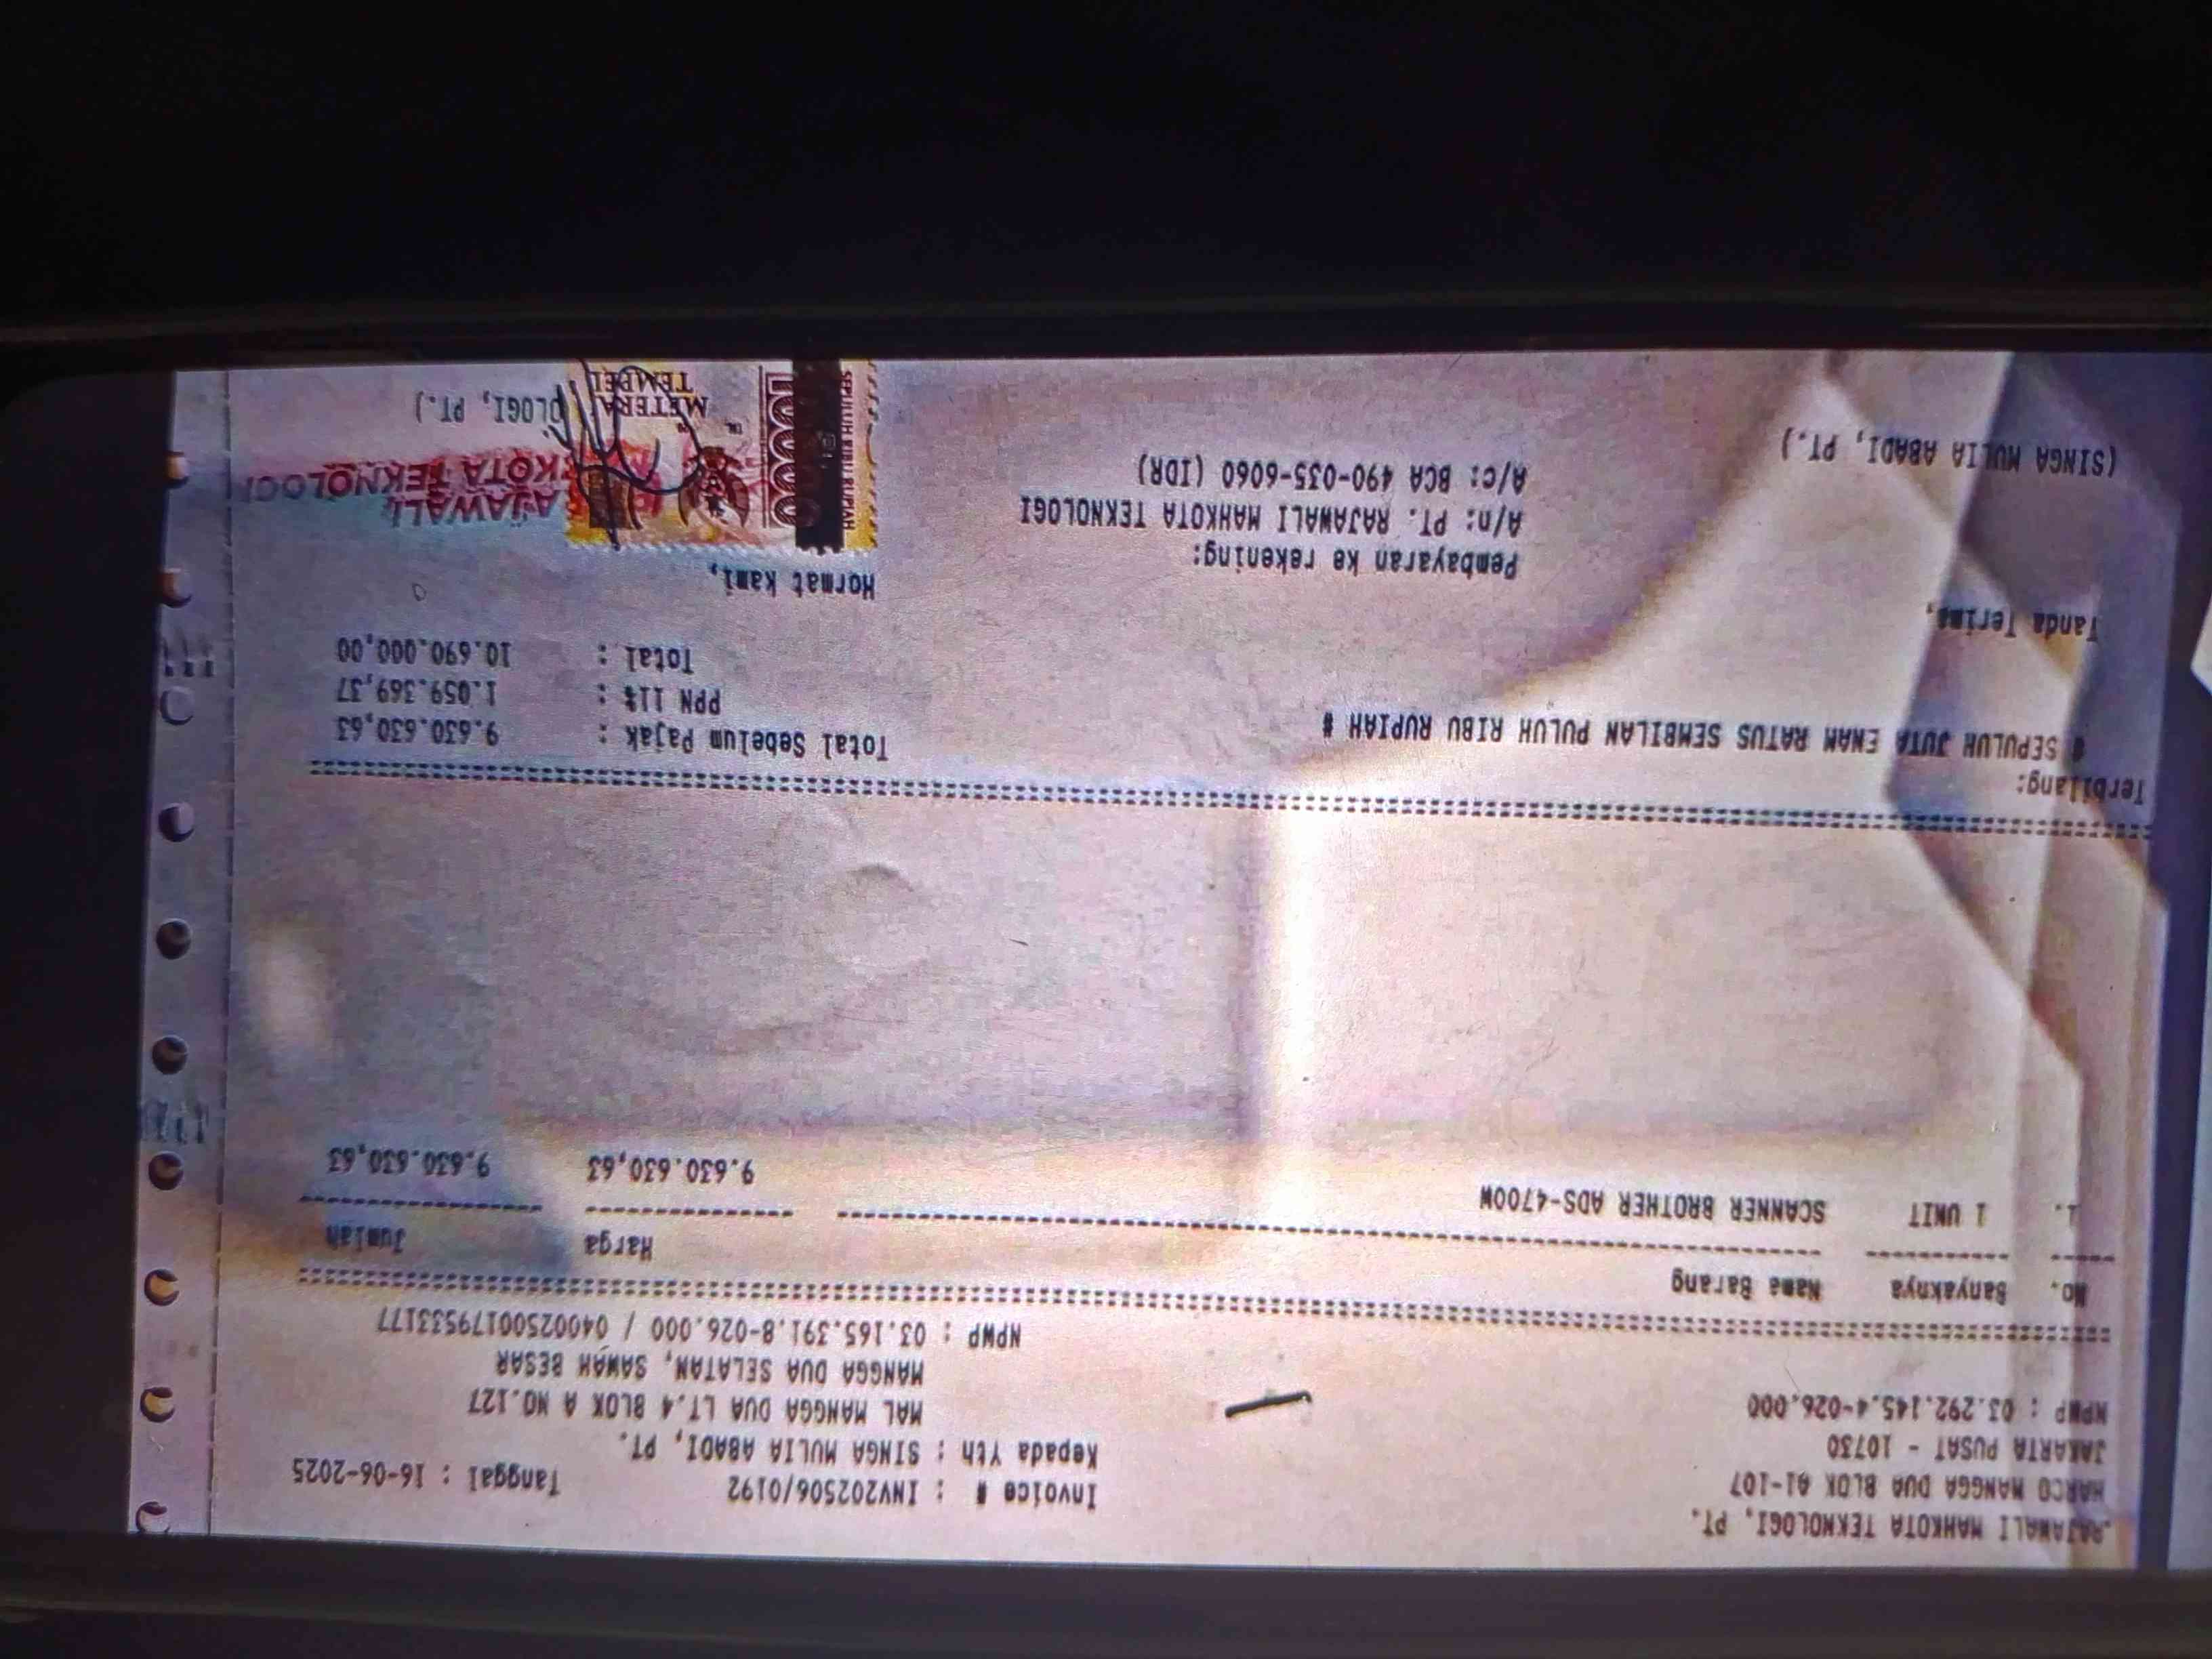 RAJAWALI MAHKOTA TEKNOLOGI, PT.
HARCO MANGGA DUA BLOK A1-107
JAKARTA PUSAT - 10730
NPWP : 03.292.145.4-026.000
Invoice # : INV202506/0192
Tanggal : 16-06-2025
Kepada Yth : SINGA MULIA ABADI, PT.
MAL MANGGA DUA LT.4 BLOK A NO.127
MANGGA DUA SELATAN, SAWAH BESAR
NPWP : 03.165.391.8-026.000 / 04002500179533177
No. Banyaknya Nama Barang Harga Jumlah
1. 1 UNIT SCANNER BROTHER ADS-4700W 9.630.630,63 9.630.630,63
Terbilang:
# SEPULUH JUTA ENAM RATUS SEMBILAN PULUH RIBU RUPIAH #
Total Sebelum Pajak : 9.630.630,63
PPN 11% : 1.059.369,37
Total : 10.690.000,00
Tanda Terima,
Pembayaran ke rekening:
A/n: PT. RAJAWALI MAHKOTA TEKNOLOGI
A/c: BCA 490-035-6060 (IDR)
Hormat kami,
(SINGA MULIA ABADI, PT.)
AJAWALI
KOTA TEKNOLOGI
SEPULUH RIBU RUPIAH
10000
METERAI
TEMPEL
OLOGI, PT.)